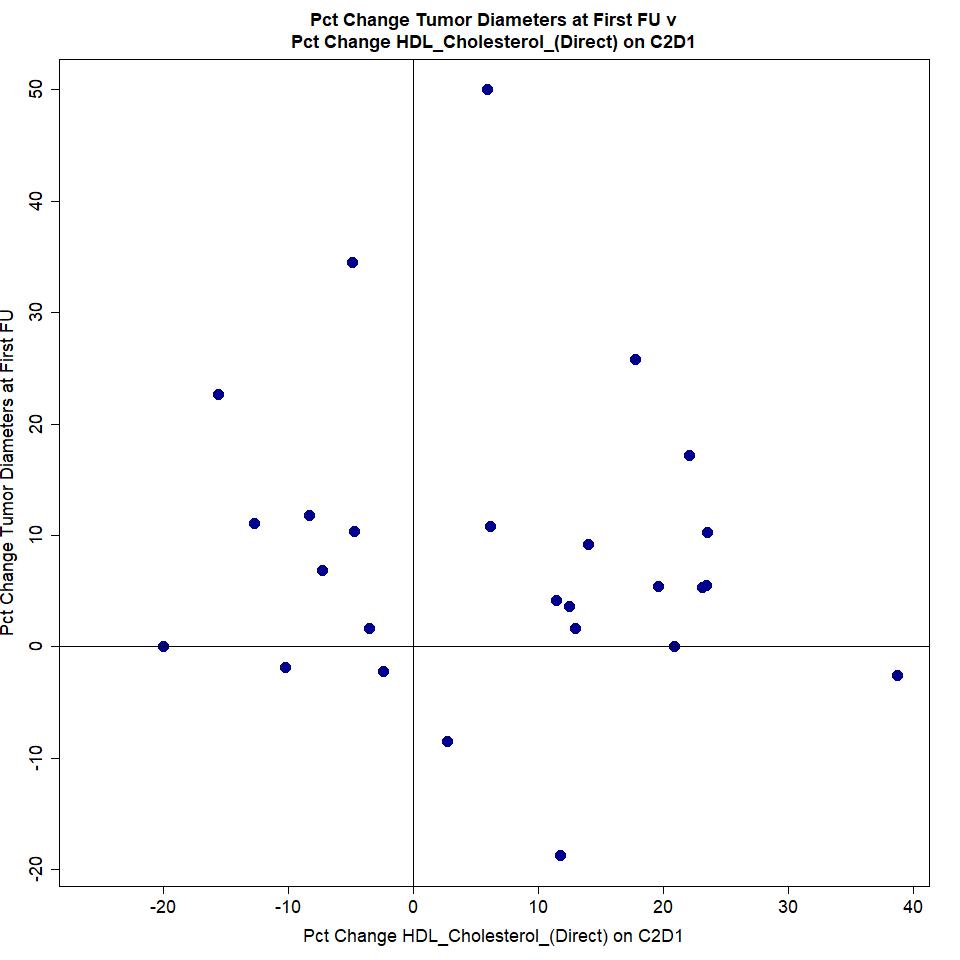 Pct Change Tumor Diameters at First FU v
Pct Change HDL_Cholesterol_(Direct) on C2D1
Pct Change Tumor Diameters at First FU
50
40
30
20
10
0
-10
-20
-20 -10 0 10 20 30 40
Pct Change HDL_Cholesterol_(Direct) on C2D1